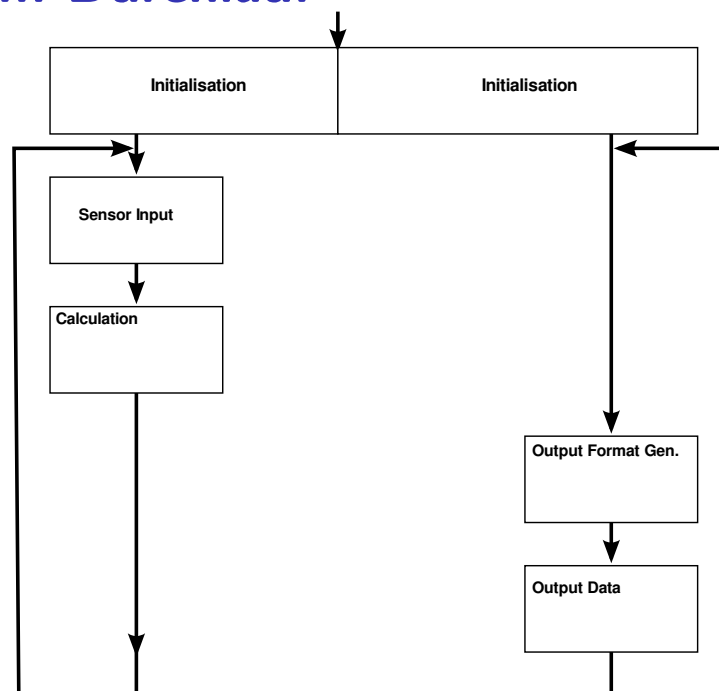 Initialisation Initialisation
Sensor Input
Calculation
Output Format Gen.
Output Data